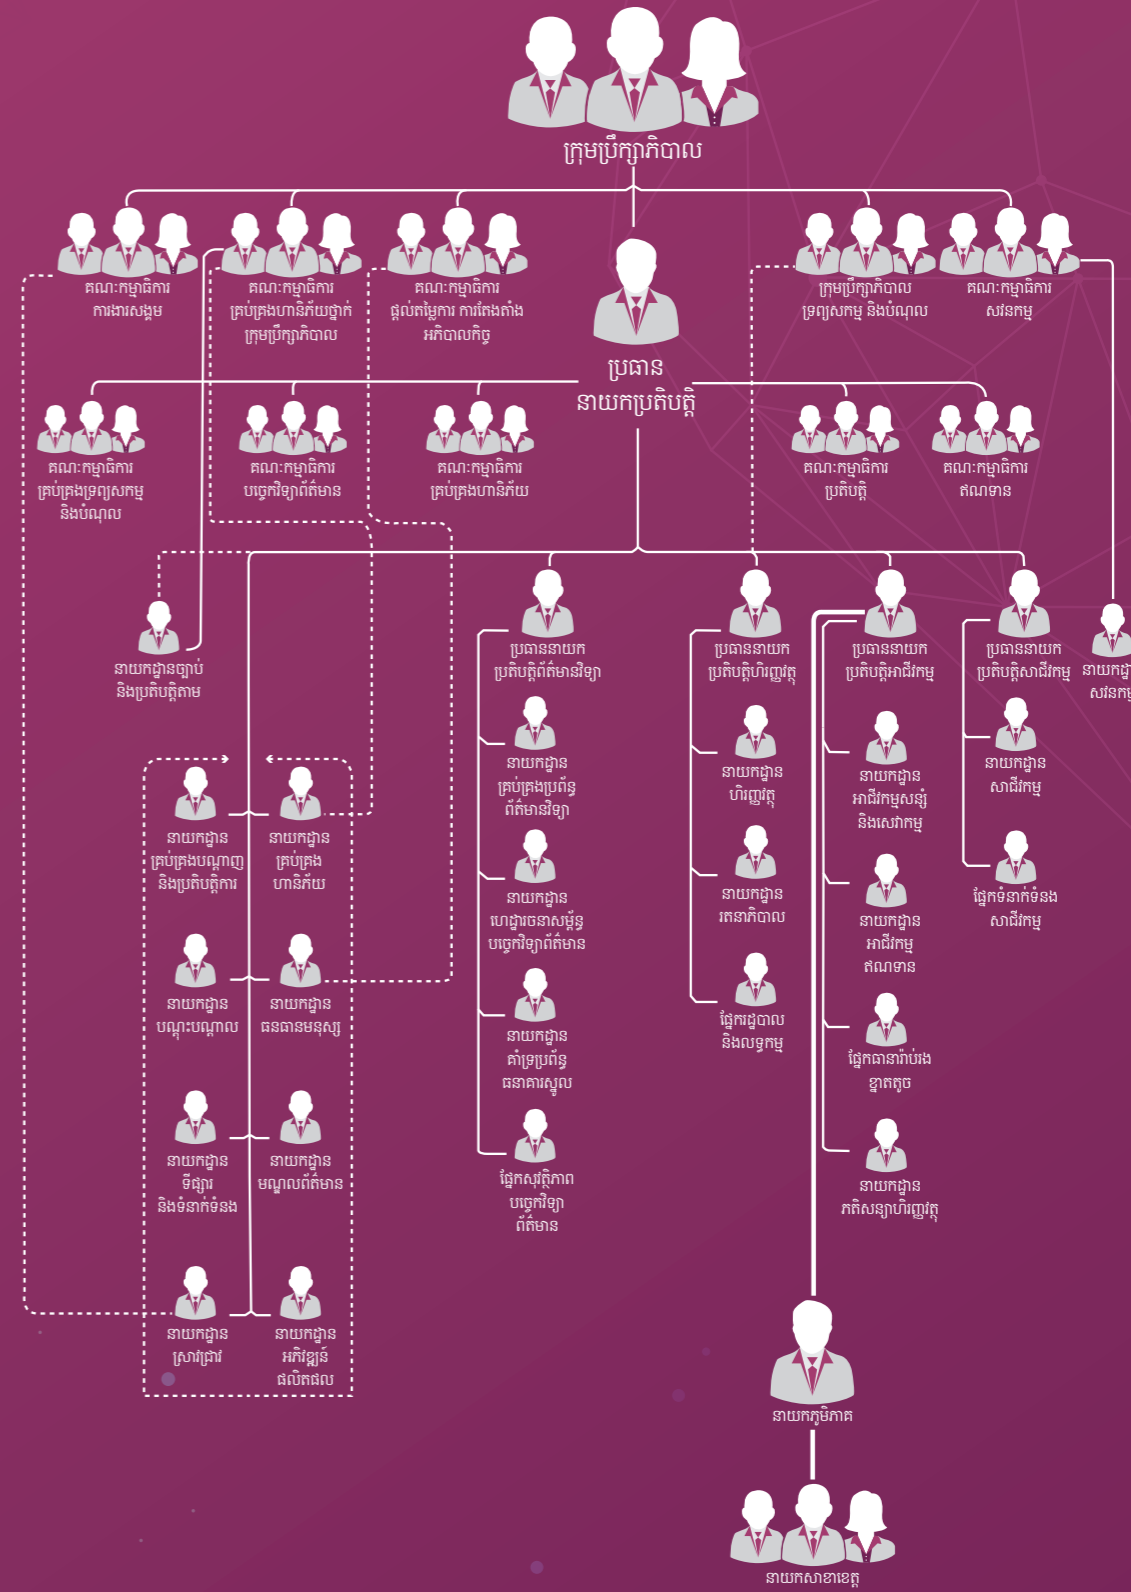 ក្រុមប្រឹក្សាភិបាល
គណៈកម្មាធិការ
ការងារសង្គម
គណៈកម្មាធិការ
គ្រប់គ្រងហានិភ័យថ្នាក់
ក្រុមប្រឹក្សាភិបាល
គណៈកម្មាធិការ
ផ្តល់តម្លៃការ ការតែងតាំង
អភិបាលកិច្ច
ក្រុមប្រឹក្សាភិបាល
ទ្រព្យសកម្ម និងបំណុល
គណៈកម្មាធិការ
សវនកម្ម
ប្រធាន
នាយកប្រតិបត្តិ
គណៈកម្មាធិការ
គ្រប់គ្រងទ្រព្យសកម្ម
និងបំណុល
គណៈកម្មាធិការ
បច្ចេកវិទ្យាព័ត៌មាន
គណៈកម្មាធិការ
គ្រប់គ្រងហានិភ័យ
គណៈកម្មាធិការ
ប្រតិបត្តិ
គណៈកម្មាធិការ
ឥណទាន
នាយកដ្ឋានច្បាប់
និងប្រតិបត្តិតាម
ប្រធាននាយក
ប្រតិបត្តិព័ត៌មានវិទ្យា
ប្រធាននាយក
ប្រតិបត្តិហិរញ្ញវត្ថុ
ប្រធាននាយក
ប្រតិបត្តិអាជីវកម្ម
ប្រធាននាយក
ប្រតិបត្តិសាជីវកម្ម
នាយកដ្ឋាន
គ្រប់គ្រងបណ្តាញ
និងប្រតិបត្តិការ
នាយកដ្ឋាន
គ្រប់គ្រង
ហានិភ័យ
នាយកដ្ឋាន
បណ្តុះបណ្តាល
នាយកដ្ឋាន
ធនធានមនុស្ស
នាយកដ្ឋាន
ទីផ្សារ
និងទំនាក់ទំនង
នាយកដ្ឋាន
មណ្ឌលព័ត៌មាន
នាយកដ្ឋាន
ស្រាវជ្រាវ
នាយកដ្ឋាន
អភិវឌ្ឍន៍
ផលិតផល
នាយកដ្ឋាន
គ្រប់គ្រងប្រព័ន្ធ
ព័ត៌មានវិទ្យា
នាយកដ្ឋាន
ហេដ្ឋារចនាសម្ព័ន្ធ
បច្ចេកវិទ្យាព័ត៌មាន
នាយកដ្ឋាន
គាំទ្រប្រព័ន្ធ
ធនាគារស្នូល
ផ្នែកសុវត្ថិភាព
បច្ចេកវិទ្យា
ព័ត៌មាន
នាយកដ្ឋាន
ហិរញ្ញវត្ថុ
នាយកដ្ឋាន
រតនាភិបាល
ផ្នែករដ្ឋបាល
និងលទ្ធកម្ម
នាយកដ្ឋាន
អាជីវកម្មសន្សំ
និងសេវាកម្ម
នាយកដ្ឋាន
អាជីវកម្ម
ឥណទាន
ផ្នែកធានារ៉ាប់រង
ខ្នាតតូច
នាយកដ្ឋាន
ភតិសន្យាហិរញ្ញវត្ថុ
នាយកដ្ឋាន
សាជីវកម្ម
ផ្នែកទំនាក់ទំនង
សាជីវកម្ម
នាយកភូមិភាគ
នាយកសាខាខេត្ត